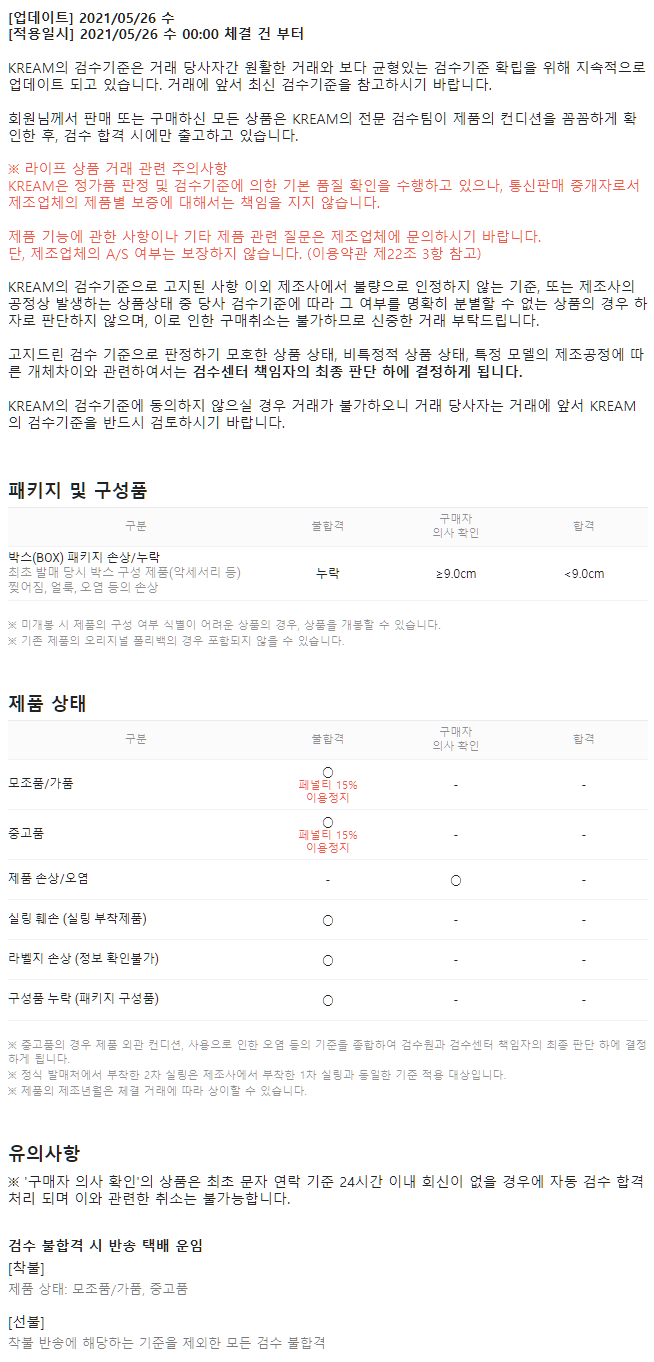 [업데이트] 2021/05/26 수
[적용일시] 2021/05/26 수 00:00 체결 건 부터
KREAM의 검수기준은 거래 당사자간 원활한 거래와 보다 균형있는 검수기준 확립을 위해 지속적으로
업데이트 되고 있습니다. 거래에 앞서 최신 검수기준을 참고하시기 바랍니다.
회원님께서 판매 또는 구매하신 모든 상품은 KREAM의 전문 검수팀이 제품의 컨디션을 꼼꼼하게 확
인한 후, 검수 합격 시에만 출고하고 있습니다.
※ 라이프 상품 거래 관련 주의사항
KREAM은 정가품 판정 및 검수기준에 의한 기본 품질 확인을 수행하고 있으나, 통신판매 중개자로서
제조업체의 제품별 보증에 대해서는 책임을 지지 않습니다.
제품 기능에 관한 사항이나 기타 제품 관련 질문은 제조업체에 문의하시기 바랍니다.
단, 제조업체의 A/S 여부는 보장하지 않습니다. (이용약관 제22조 3항 참고)
KREAM의 검수기준으로 고지된 사항 이외 제조사에서 불량으로 인정하지 않는 기준, 또는 제조사의
공정상 발생하는 상품상태 중 당사 검수기준에 따라 그 여부를 명확히 분별할 수 없는 상품의 경우 하
자로 판단하지 않으며, 이로 인한 구매취소는 불가하므로 신중한 거래 부탁드립니다.
고지드린 검수 기준으로 판정하기 모호한 상품 상태, 비특정적 상품 상태, 특정 모델의 제조공정에 따
른 개체차이와 관련하여서는 검수센터 책임자의 최종 판단 하에 결정하게 됩니다.
KREAM의 검수기준에 동의하지 않으실 경우 거래가 불가하오니 거래 당사자는 거래에 앞서 KREAM
의 검수기준을 반드시 검토하시기 바랍니다.
패키지 및 구성품
구분 불합격 구매자 의사 확인 합격
박스(BOX) 패키지 손상/누락
최초 발매 당시 박스 구성 제품(악세서리 등) 누락 ≥9.0cm <9.0cm
찢어짐, 얼룩, 오염 등의 손상
※ 미개봉 시 제품의 구성 여부 식별이 어려운 상품의 경우, 상품을 개봉할 수 있습니다.
※ 기존 제품의 오리지널 폴리백의 경우 포함되지 않을 수 있습니다.
제품 상태
구분 불합격 구매자 의사 확인 합격
모조품/가품 ○ 페널티 15% 이용정지 - -
중고품 ○ 페널티 15% 이용정지 - -
제품 손상/오염 - ○ -
실링 훼손 (실링 부착제품) ○ - -
라벨지 손상 (정보 확인불가) ○ - -
구성품 누락 (패키지 구성품) ○ - -
※ 중고품의 경우 제품 외관 컨디션, 사용으로 인한 오염 등의 기준을 종합하여 검수원과 검수센터 책임자의 최종 판단 하에 결정
하게 됩니다.
※ 정식 발매처에서 부착한 2차 실링은 제조사에서 부착한 1차 실링과 동일한 기준 적용 대상입니다.
※ 제품의 제조년월은 체결 거래에 따라 상이할 수 있습니다.
유의사항
※ '구매자 의사 확인'의 상품은 최초 문자 연락 기준 24시간 이내 회신이 없을 경우에 자동 검수 합격
처리 되며 이와 관련한 취소는 불가능합니다.
검수 불합격 시 반송 택배 운임
[착불]
제품 상태: 모조품/가품, 중고품
[선불]
착불 반송에 해당하는 기준을 제외한 모든 검수 불합격